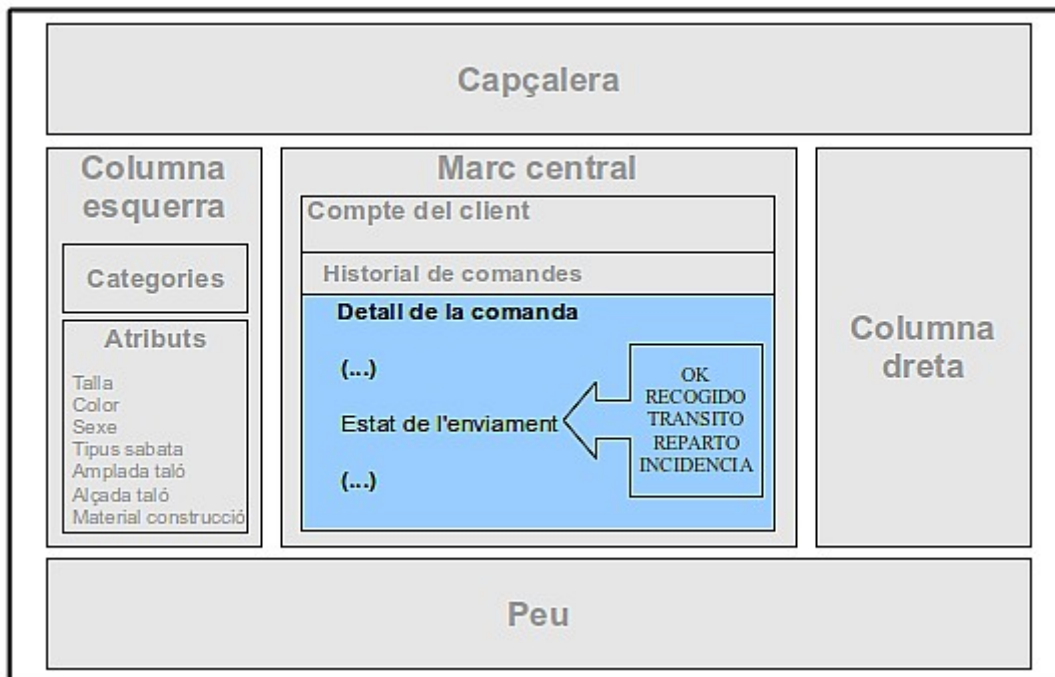 Capçalera
Columna
esquerra
Categories
Atributs
Talla
Color
Sexe
Tipus sabata
Amplada taló
Alçada taló
Material construcció
Marc central
Compte del client
Historial de comandes
Detall de la comanda
(...)
Estat de l'enviament
(...)
OK
RECOGIDO
TRANSITO
REPARTO
INCIDENCIA
Columna
dreta
Peu